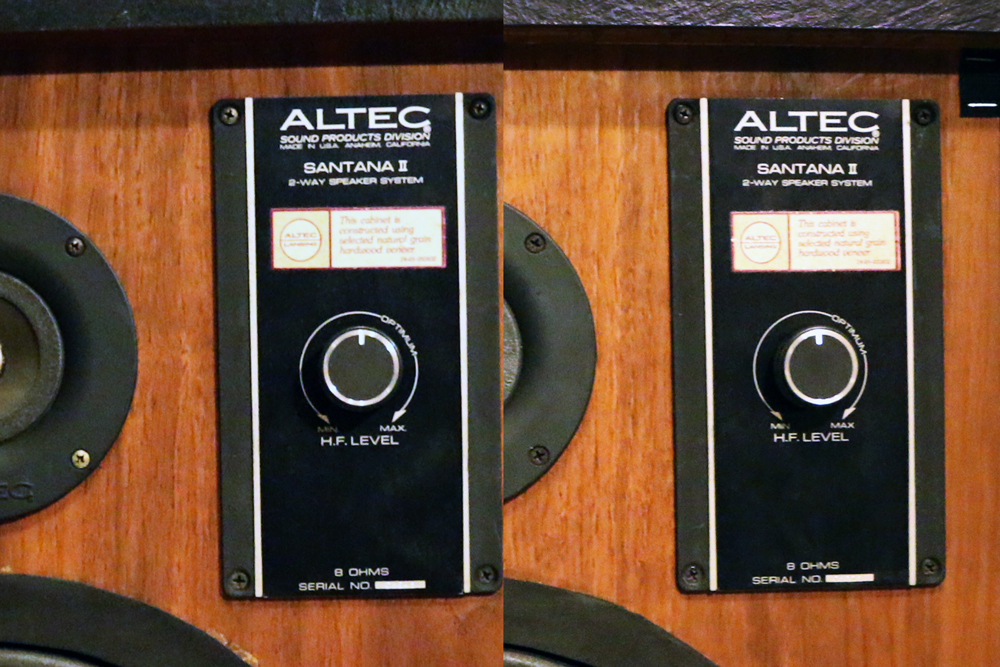 ALTEC
SOUND PRODUCTS DIVISION
MADE IN U.S.A. ANAHEIM, CALIFORNIA
SANTANA II
2-WAY SPEAKER SYSTEM
ALTEC
LANSING
This cabinet is
constructed using
selected natural grain
hardwood veneer
OPTIMUM
MIN.
MAX.
H.F. LEVEL
8 OHMS
SERIAL NO.
ALTEC
SOUND PRODUCTS DIVISION
MADE IN U.S.A. ANAHEIM, CALIFORNIA
SANTANA II
2-WAY SPEAKER SYSTEM
ALTEC
LANSING
This cabinet is
constructed using
selected natural grain
hardwood veneer
OPTIMUM
MIN
MAX
H.F. LEVEL
8 OHMS
SERIAL NO.